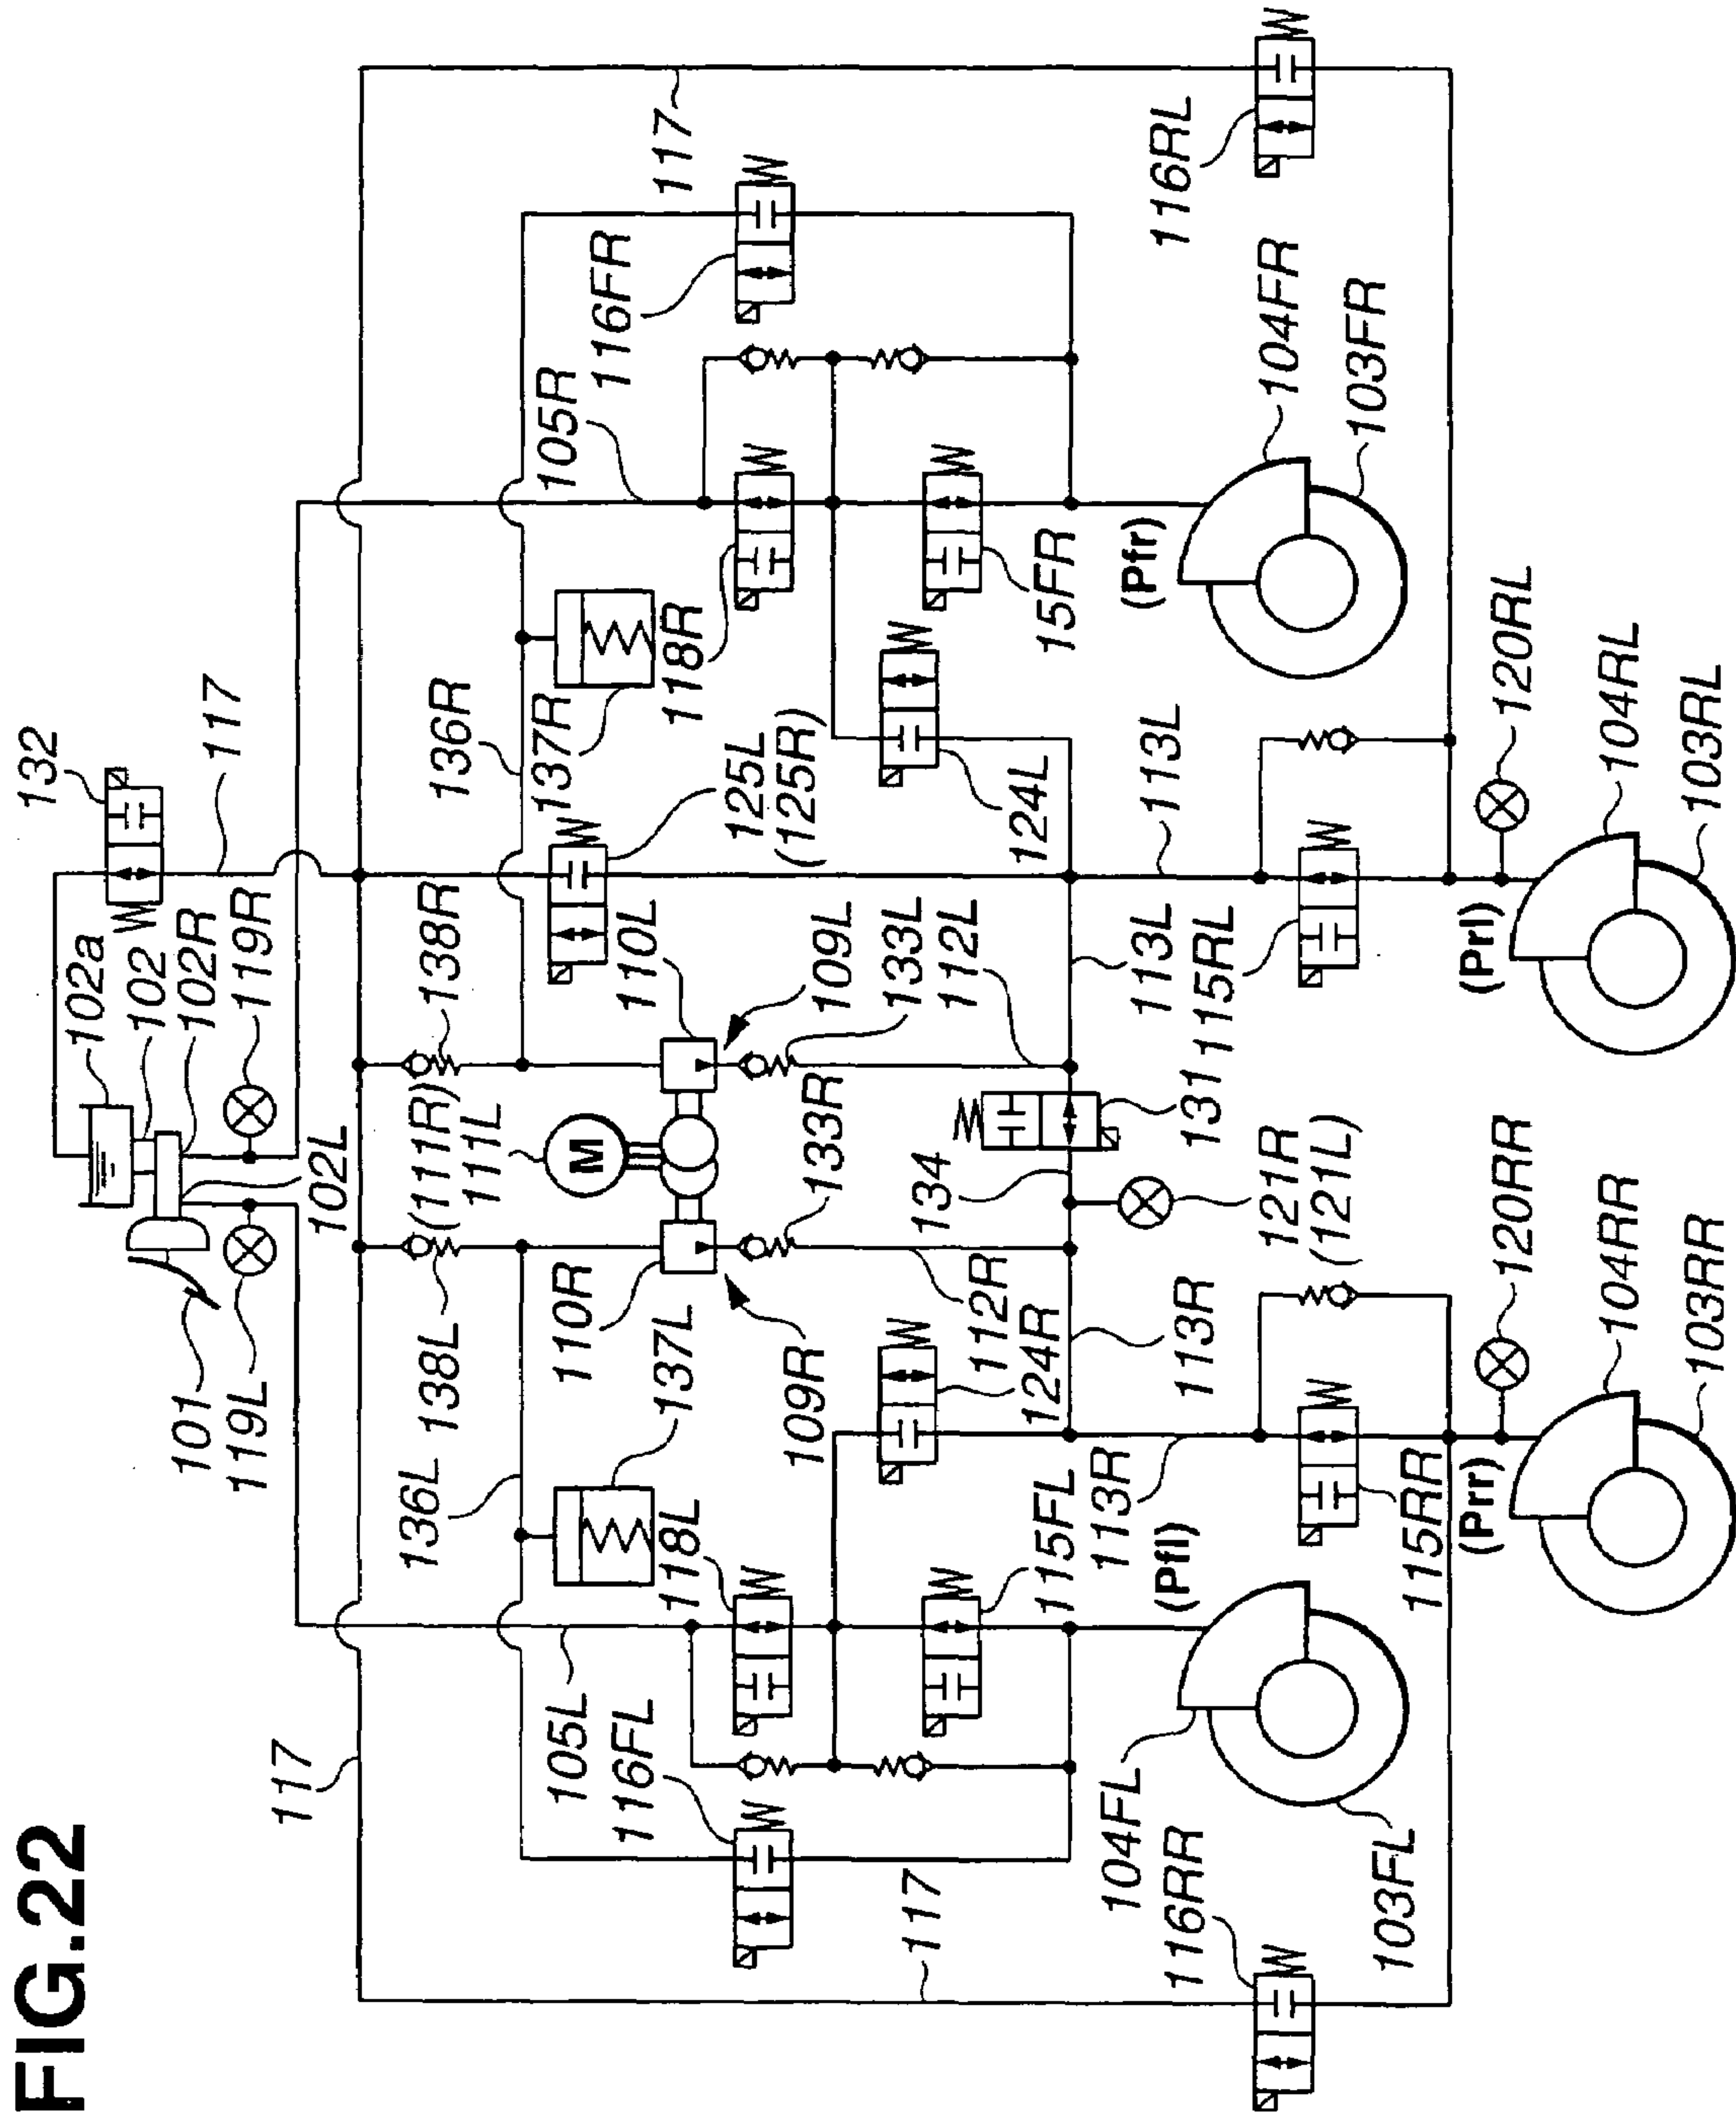 FIG.22
132
117
102a
102
102R
119R
102L
101
119L
117
138R
(111R)
111L
138L
136L
136R
137R
105R
117
116FR
118R
125L
(125R)
110L
109L
133L
112L
133R
M
110R
137L
109R
118L
105L
116FL
117
112R
124R
134
131
113R
113L
124L
15FR
115FL
113R
113L
(Pfl)
(Pfr)
115RL
116RL
104FR
103FR
121R
(121L)
104FL
116RR
103FL
115RR
(Prr)
120RR
104RR
103RR
(Prl)
120RL
104RL
103RL